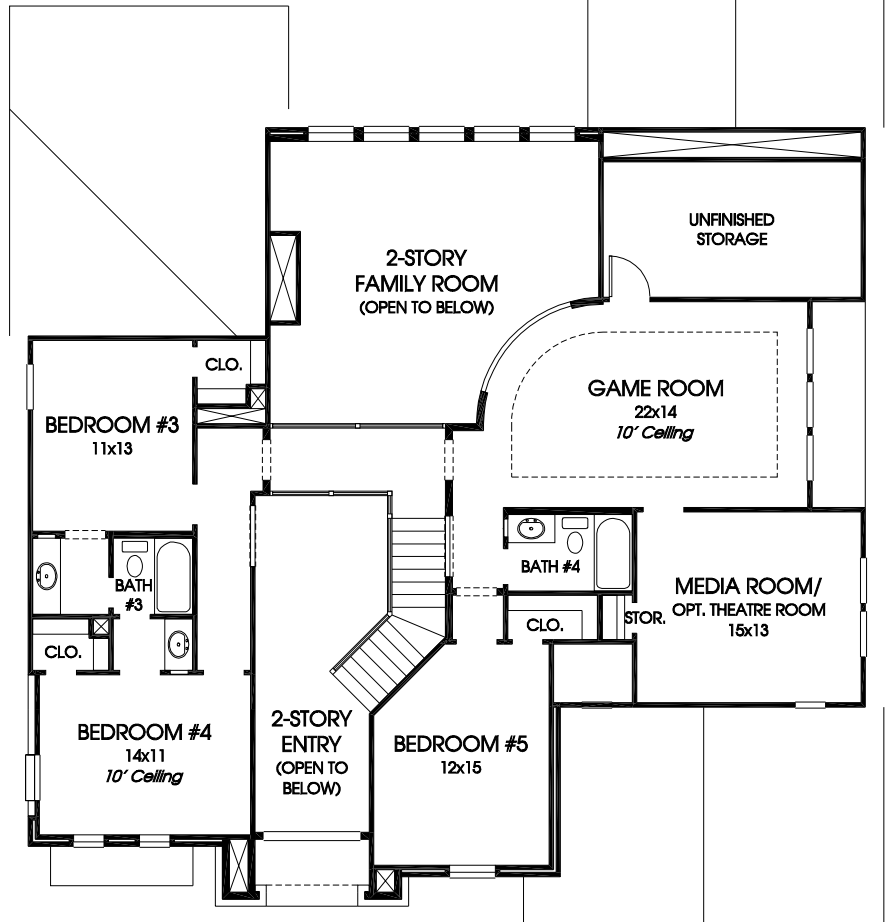 UNFINISHED
STORAGE
2-STORY
FAMILY ROOM
(OPEN TO BELOW)
CLO.
GAME ROOM
22x14
10' Ceiling
BEDROOM #3
11x13
BATH
#3
BATH #4
MEDIA ROOM/
OPT. THEATRE ROOM
15x13
STOR.
CLO.
CLO.
2-STORY
ENTRY
(OPEN TO
BELOW)
BEDROOM #4
14x11
10' Ceiling
BEDROOM #5
12x15